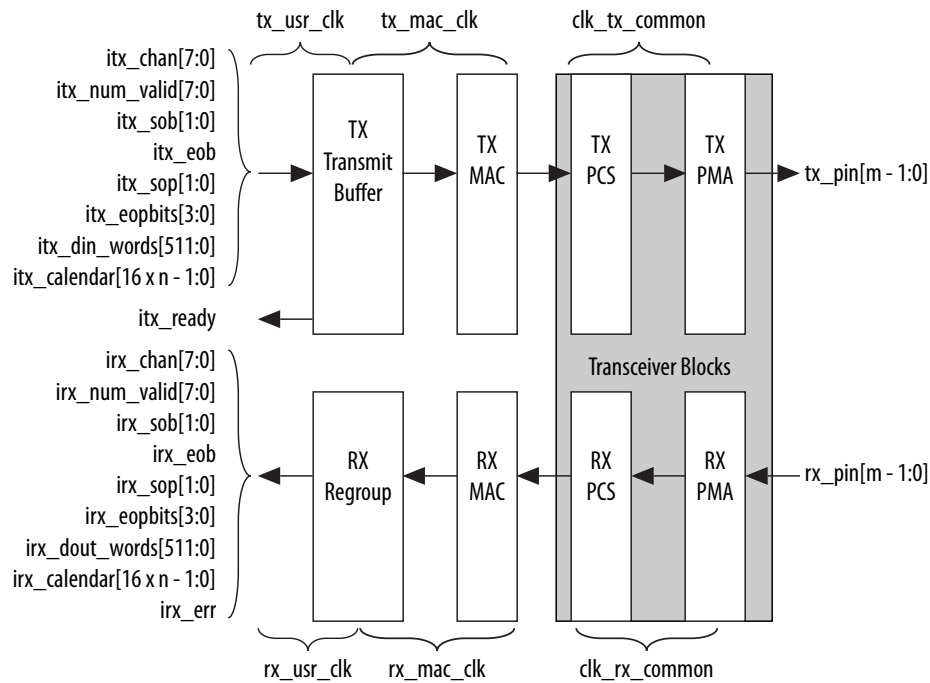 tx_usr_clk
tx_mac_clk
clk_tx_common
itx_chan[7:0]
itx_num_valid[7:0]
itx_sob[1:0]
itx_eob
itx_sop[1:0]
itx_eopbits[3:0]
itx_din_words[511:0]
itx_calendar[16 x n - 1:0]
itx_ready
TX
Transmit
Buffer
TX
MAC
TX
PCS
TX
PMA
tx_pin[m - 1:0]
Transceiver Blocks
irx_chan[7:0]
irx_num_valid[7:0]
irx_sob[1:0]
irx_eob
irx_sop[1:0]
irx_eopbits[3:0]
irx_dout_words[511:0]
irx_calendar[16 x n - 1:0]
irx_err
RX
Regroup
RX
MAC
RX
PCS
RX
PMA
rx_pin[m - 1:0]
rx_usr_clk
rx_mac_clk
clk_rx_common